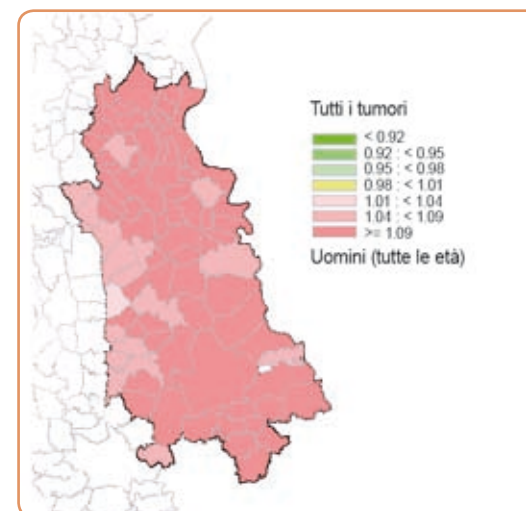 Tutti i tumori
< 0.92
0.92 : < 0.95
0.95 : < 0.98
0.98 : < 1.01
1.01 : < 1.04
1.04 : < 1.09
>= 1.09
Uomini (tutte le età)